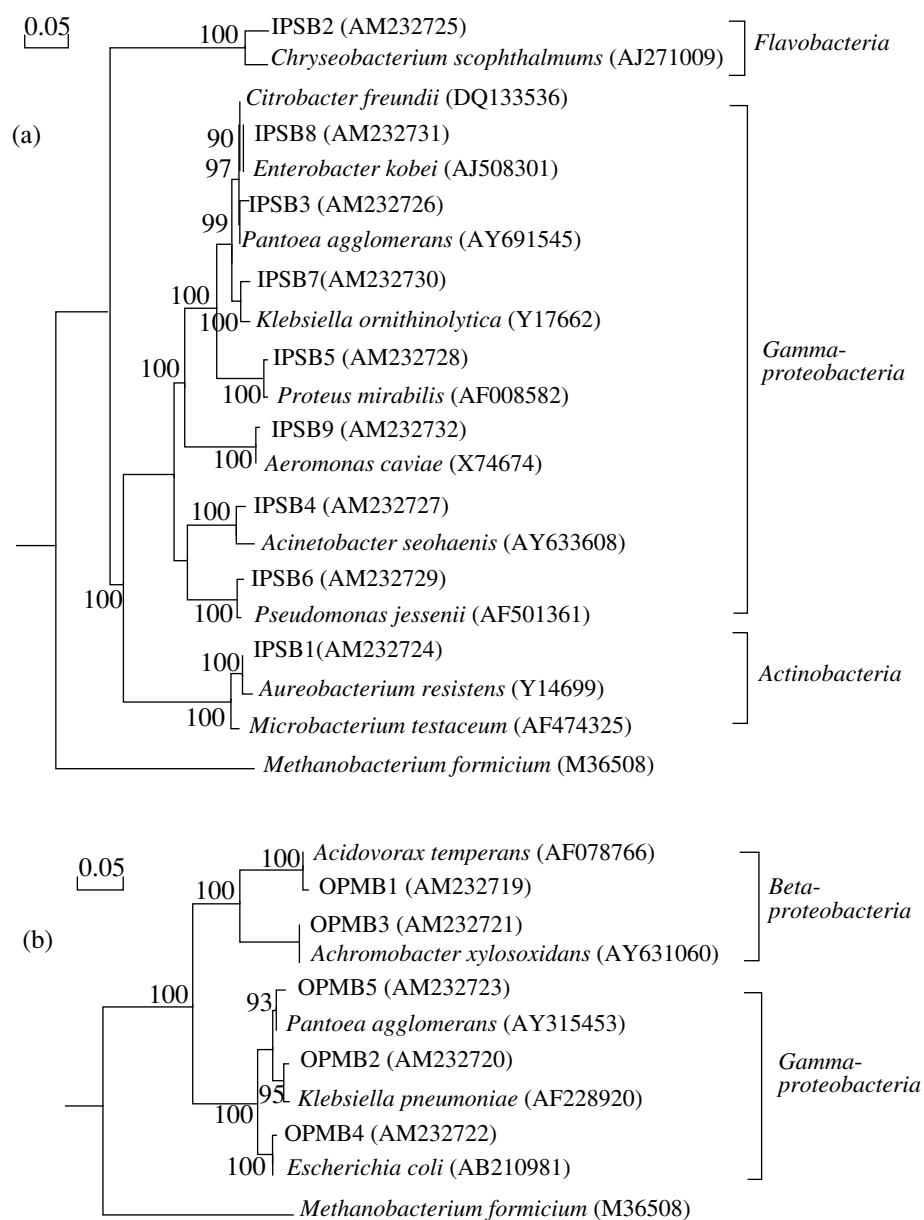 0.05
(a)
100
IPSB2 (AM232725)
Chryseobacterium scophthalmums (AJ271009)
Flavobacteria
Citrobacter freundii (DQ133536)
90
IPSB8 (AM232731)
97
Enterobacter kobei (AJ508301)
IPSB3 (AM232726)
99
Pantoea agglomerans (AY691545)
IPSB7(AM232730)
100
100
Klebsiella ornithinolytica (Y17662)
IPSB5 (AM232728)
100
100
Proteus mirabilis (AF008582)
IPSB9 (AM232732)
100
Aeromonas caviae (X74674)
IPSB4 (AM232727)
100
Acinetobacter seohaenis (AY633608)
IPSB6 (AM232729)
100
100
Pseudomonas jessenii (AF501361)
Gamma-
proteobacteria
IPSB1(AM232724)
100
Aureobacterium resistens (Y14699)
100
Microbacterium testaceum (AF474325)
Actinobacteria
Methanobacterium formicium (M36508)
0.05
(b)
100
Acidovorax temperans (AF078766)
100
OPMB1 (AM232719)
OPMB3 (AM232721)
Achromobacter xylosoxidans (AY631060)
Beta-
proteobacteria
100
93
OPMB5 (AM232723)
Pantoea agglomerans (AY315453)
OPMB2 (AM232720)
95
Klebsiella pneumoniae (AF228920)
100
OPMB4 (AM232722)
100
Escherichia coli (AB210981)
Gamma-
proteobacteria
Methanobacterium formicium (M36508)